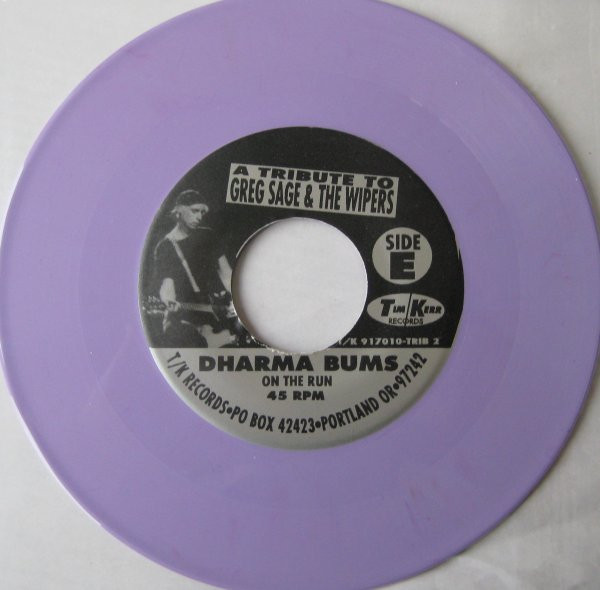 A TRIBUTE TO
GREG SAGE & THE WIPERS
SIDE
E
TIM/KERR
RECORDS
T/K 917010-TRIB 2
DHARMA BUMS
ON THE RUN
45 RPM
T/K RECORDS•PO BOX 42423•PORTLAND OR•97242